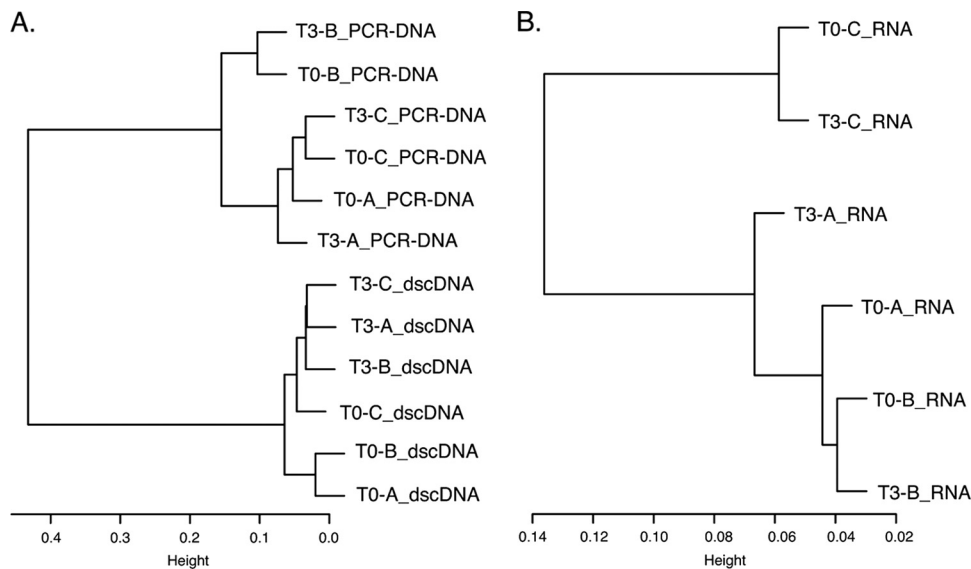 A.
T3-B_PCR-DNA
T0-B_PCR-DNA
T3-C_PCR-DNA
T0-C_PCR-DNA
T0-A_PCR-DNA
T3-A_PCR-DNA
T3-C_dscDNA
T3-A_dscDNA
T3-B_dscDNA
T0-C_dscDNA
T0-B_dscDNA
T0-A_dscDNA
0.4 0.3 0.2 0.1 0.0
Height
B.
T0-C_RNA
T3-C_RNA
T3-A_RNA
T0-A_RNA
T0-B_RNA
T3-B_RNA
0.14 0.12 0.10 0.08 0.06 0.04 0.02
Height